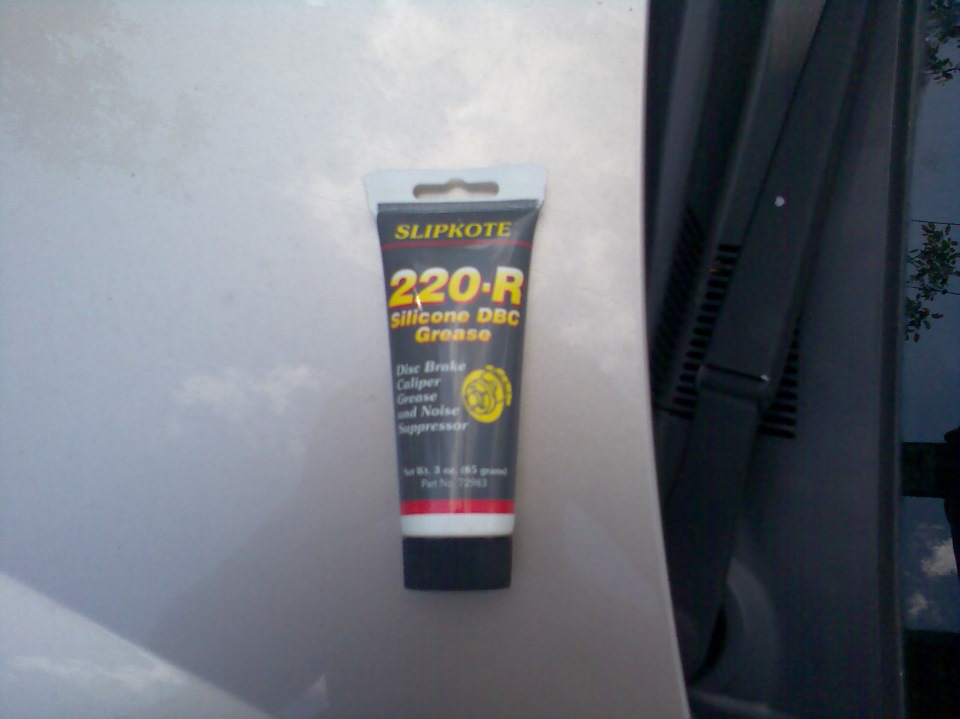 SLIPKOTE
220-R
Silicone DBC
Grease
Disc Brake
Caliper
Grease
and Noise
Suppressor
Net Wt. 3 oz. (85 grams)
Part No. 72963